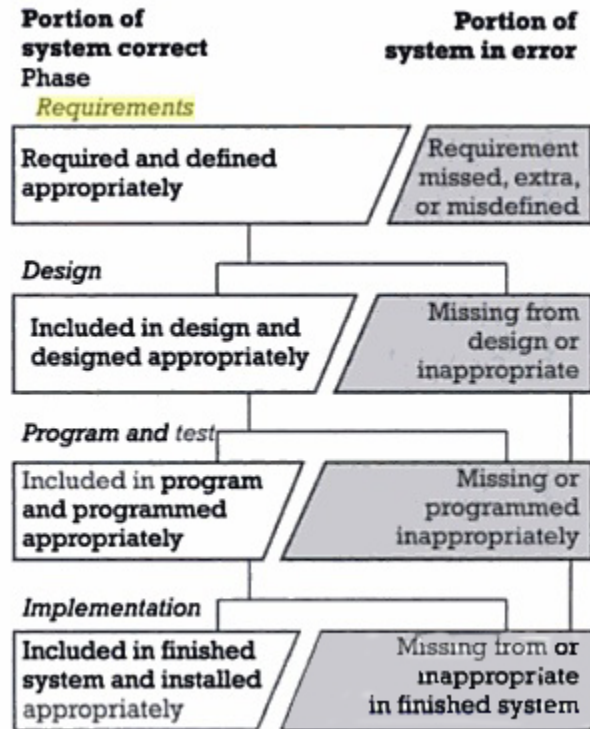 Portion of
system correct
Portion of
system in error
Phase
Requirements
Required and defined
appropriately
Requirement
missed, extra,
or misdefined
Design
Included in design and
designed appropriately
Missing from
design or
inappropriate
Program and test
Included in program
and programmed
appropriately
Missing or
programmed
inappropriately
Implementation
Included in finished
system and installed
appropriately
Missing from or
inappropriate
in finished system